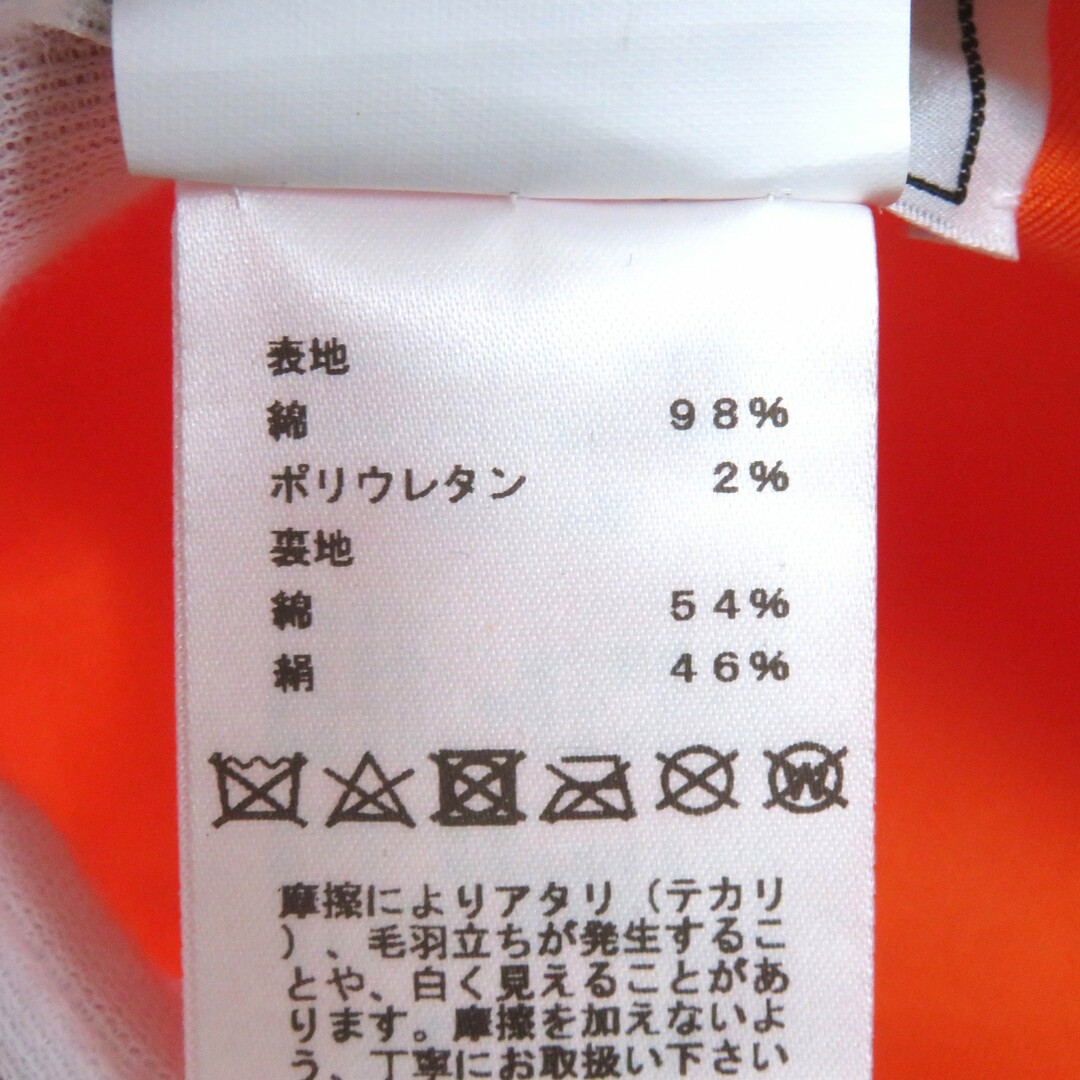 表地
綿 98%
ポリウレタン 2%
裏地
綿 54%
絹 46%
W
摩擦によりアタリ（テカリ
）、毛羽立ちが発生するこ
とや、白く見えることがあ
ります。摩擦を加えないよ
う、丁寧にお取扱い下さい